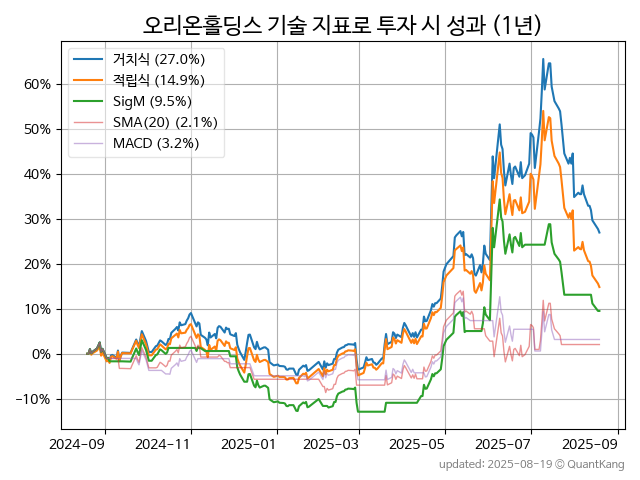 오리온홀딩스 기술 지표로 투자 시 성과 (1년)
거치식 (27.0%)
적립식 (14.9%)
SigM (9.5%)
SMA(20) (2.1%)
MACD (3.2%)
60%
50%
40%
30%
20%
10%
0%
−10%
2024-09 2024-11 2025-01 2025-03 2025-05 2025-07 2025-09
updated: 2025-08-19 © QuantKang